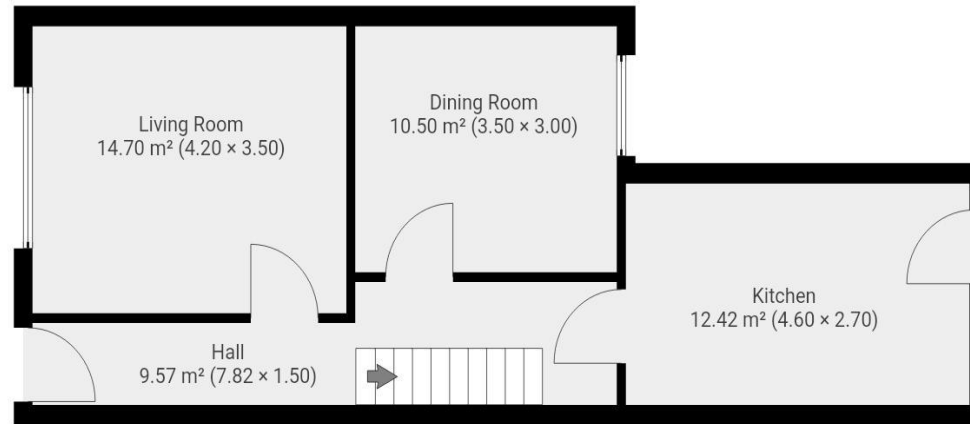 Living Room
14.70 m² (4.20 × 3.50)
Dining Room
10.50 m² (3.50 × 3.00)
Kitchen
12.42 m² (4.60 × 2.70)
Hall
9.57 m² (7.82 × 1.50)